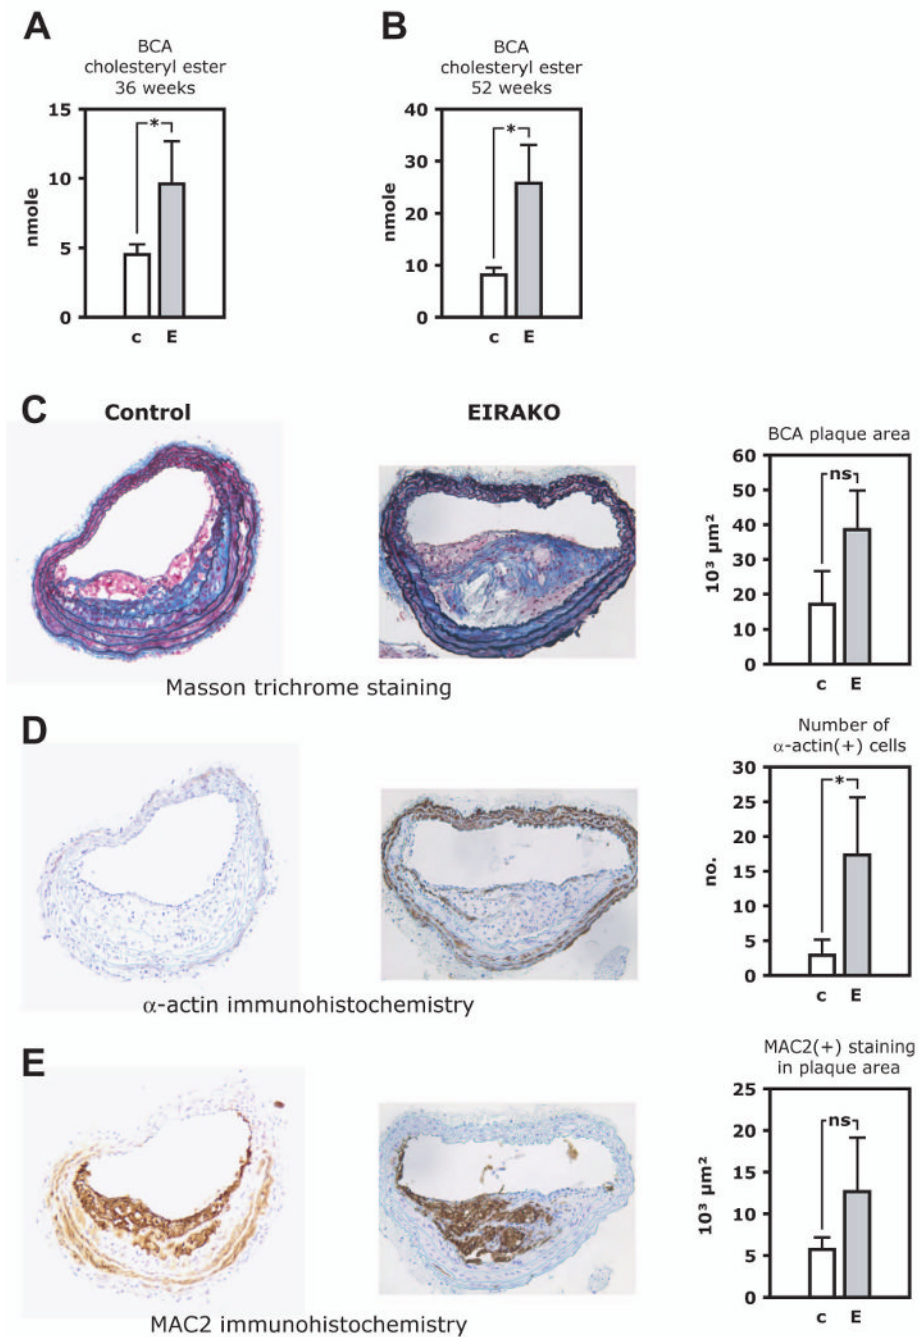 A
BCA
cholesteryl ester
36 weeks
15
10
5
0
nmole
*
c E
B
BCA
cholesteryl ester
52 weeks
40
30
20
10
0
nmole
*
c E
C
Control
EIRAKO
Masson trichrome staining
BCA plaque area
60
50
40
30
20
10
0
10³ µm²
ns
c E
D
α-actin immunohistochemistry
Number of
α-actin(+) cells
30
25
20
15
10
5
0
no.
*
c E
E
MAC2 immunohistochemistry
MAC2(+) staining
in plaque area
25
20
15
10
5
0
10³ µm²
ns
c E